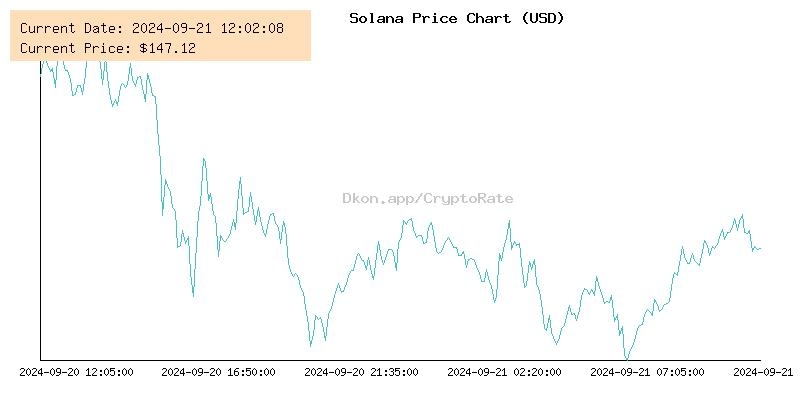 Solana Price Chart (USD)
Current Date: 2024-09-21 12:02:08
Current Price: $147.12
Dkon.app/CryptoRate
2024-09-20 12:05:00
2024-09-20 16:50:00
2024-09-20 21:35:00
2024-09-21 02:20:00
2024-09-21 07:05:00
2024-09-21